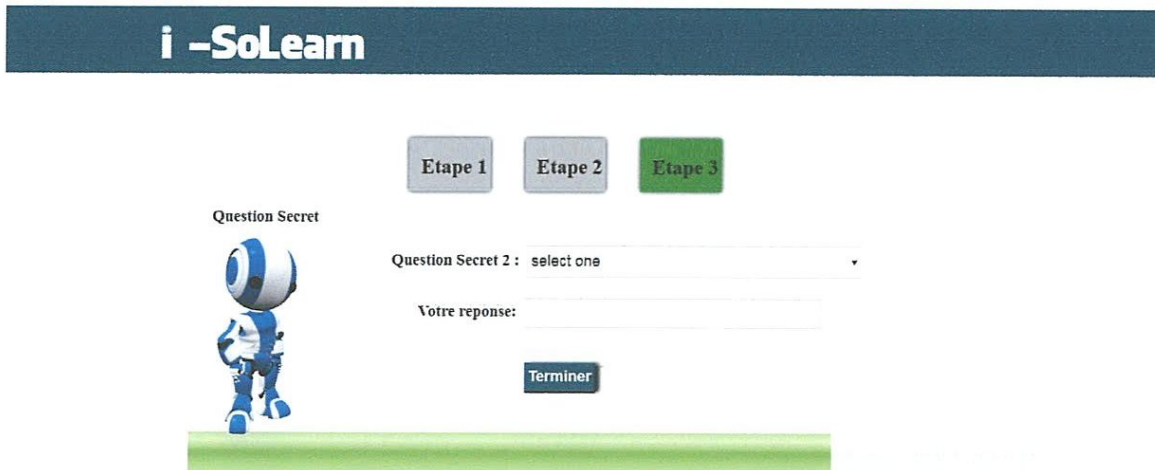 i -SoLearn
Etape 1 Etape 2 Etape 3
Question Secret
Question Secret 2 : select one
Votre reponse:
Terminer